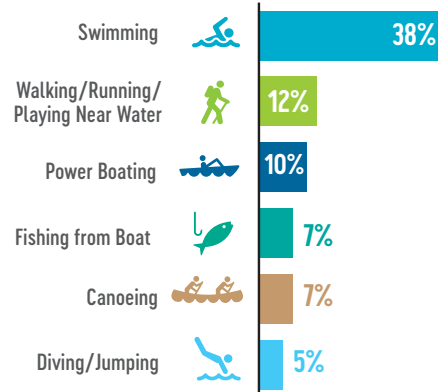 Swimming
38%
Walking/Running/
Playing Near Water
12%
Power Boating
10%
Fishing from Boat
7%
Canoeing
7%
Diving/Jumping
5%